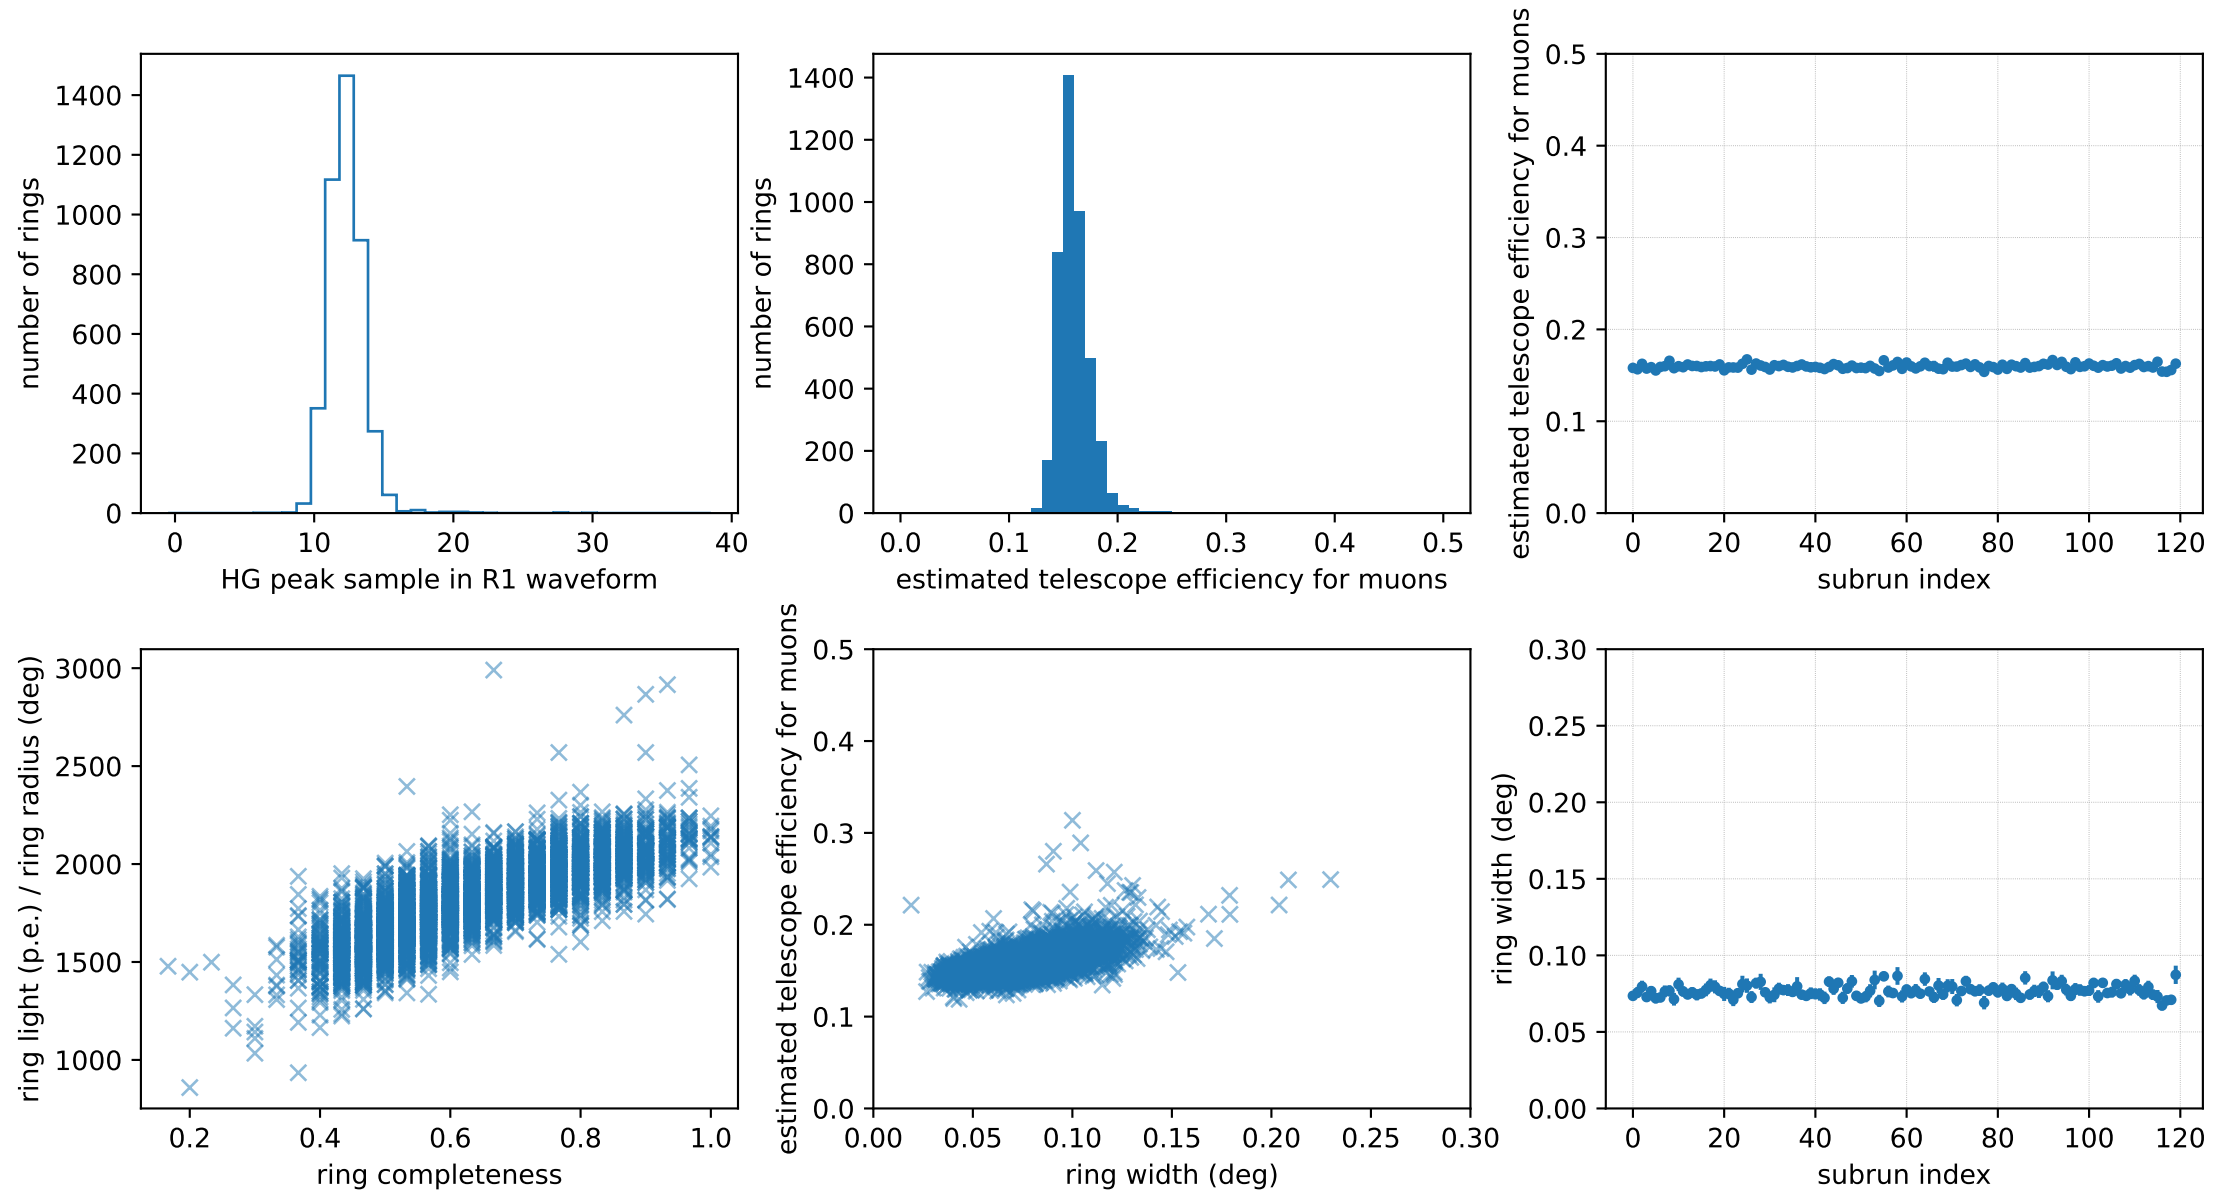 number of rings
1400
1200
1000
800
600
400
200
0
0 10 20 30 40
HG peak sample in R1 waveform
number of rings
1400
1200
1000
800
600
400
200
0
0.0 0.1 0.2 0.3 0.4 0.5
estimated telescope efficiency for muons
estimated telescope efficiency for muons
0.5
0.4
0.3
0.2
0.1
0.0
0 20 40 60 80 100 120
subrun index
ring light (p.e.) / ring radius (deg)
3000
2500
2000
1500
1000
0.2 0.4 0.6 0.8 1.0
ring completeness
estimated telescope efficiency for muons
0.5
0.4
0.3
0.2
0.1
0.0
0.00 0.05 0.10 0.15 0.20 0.25 0.30
ring width (deg)
ring width (deg)
0.30
0.25
0.20
0.15
0.10
0.05
0.00
0 20 40 60 80 100 120
subrun index